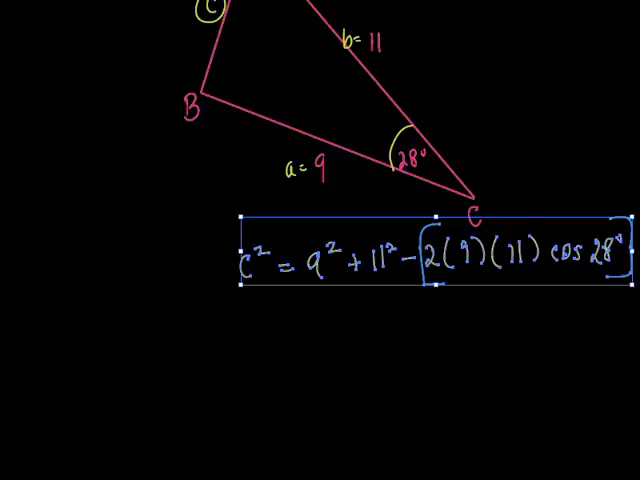 C
b = 11
B
a = 9
28°
C
c² = 9² + 11² - [2(9)(11) cos 28°]